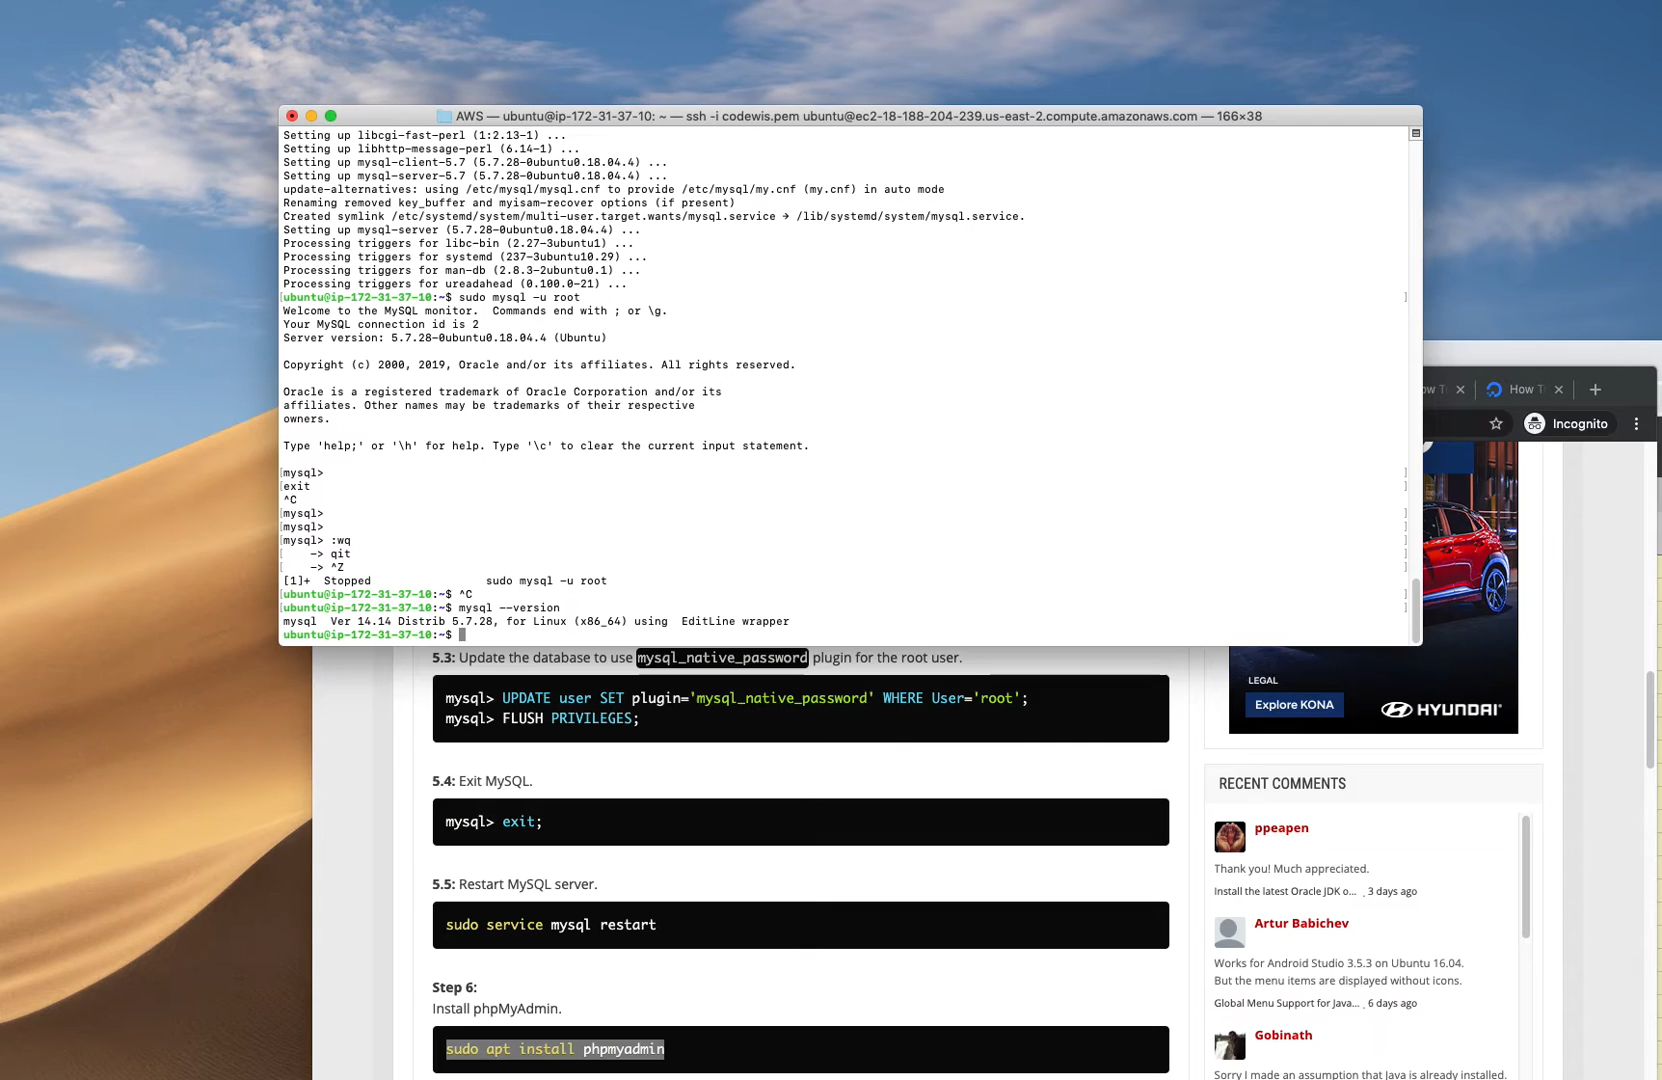 AWS — ubuntu@ip-172-31-37-10: ~ — ssh -i codewis.pem ubuntu@ec2-18-188-204-239.us-east-2.compute.amazonaws.com — 166×38
Setting up libcgi-fast-perl (1:2.13-1) ...
Setting up libhttp-message-perl (6.14-1) ...
Setting up mysql-client-5.7 (5.7.28-0ubuntu0.18.04.4) ...
Setting up mysql-server-5.7 (5.7.28-0ubuntu0.18.04.4) ...
update-alternatives: using /etc/mysql/mysql.cnf to provide /etc/mysql/my.cnf (my.cnf) in auto mode
Renaming removed key_buffer and myisam-recover options (if present)
Created symlink /etc/systemd/system/multi-user.target.wants/mysql.service → /lib/systemd/system/mysql.service.
Setting up mysql-server (5.7.28-0ubuntu0.18.04.4) ...
Processing triggers for libc-bin (2.27-3ubuntu1) ...
Processing triggers for systemd (237-3ubuntu10.29) ...
Processing triggers for man-db (2.8.3-2ubuntu0.1) ...
Processing triggers for ureadahead (0.100.0-21) ...
[ubuntu@ip-172-31-37-10:~$ sudo mysql -u root ]
Welcome to the MySQL monitor.  Commands end with ; or \g.
Your MySQL connection id is 2
Server version: 5.7.28-0ubuntu0.18.04.4 (Ubuntu)
Copyright (c) 2000, 2019, Oracle and/or its affiliates. All rights reserved.
Oracle is a registered trademark of Oracle Corporation and/or its
affiliates. Other names may be trademarks of their respective
owners.
Type 'help;' or '\h' for help. Type '\c' to clear the current input statement.
[mysql> ]
[exit ]
^C
[mysql> ]
[mysql> ]
[mysql> :wq ]
[    -> qit ]
[    -> ^Z ]
[1]+  Stopped                 sudo mysql -u root
[ubuntu@ip-172-31-37-10:~$ ^C ]
[ubuntu@ip-172-31-37-10:~$ mysql --version ]
mysql  Ver 14.14 Distrib 5.7.28, for Linux (x86_64) using  EditLine wrapper
ubuntu@ip-172-31-37-10:~$
How T
Incognito
5.3: Update the database to use mysql_native_password plugin for the root user.
mysql> UPDATE user SET plugin='mysql_native_password' WHERE User='root';
mysql> FLUSH PRIVILEGES;
5.4: Exit MySQL.
mysql> exit;
5.5: Restart MySQL server.
sudo service mysql restart
Step 6:
Install phpMyAdmin.
sudo apt install phpmyadmin
LEGAL
Explore KONA
HYUNDAI
RECENT COMMENTS
ppeapen
Thank you! Much appreciated.
Install the latest Oracle JDK o... , 3 days ago
Artur Babichev
Works for Android Studio 3.5.3 on Ubuntu 16.04.
But the menu items are displayed without icons.
Global Menu Support for Java... , 6 days ago
Gobinath
Sorry I made an assumption that Java is already installed.